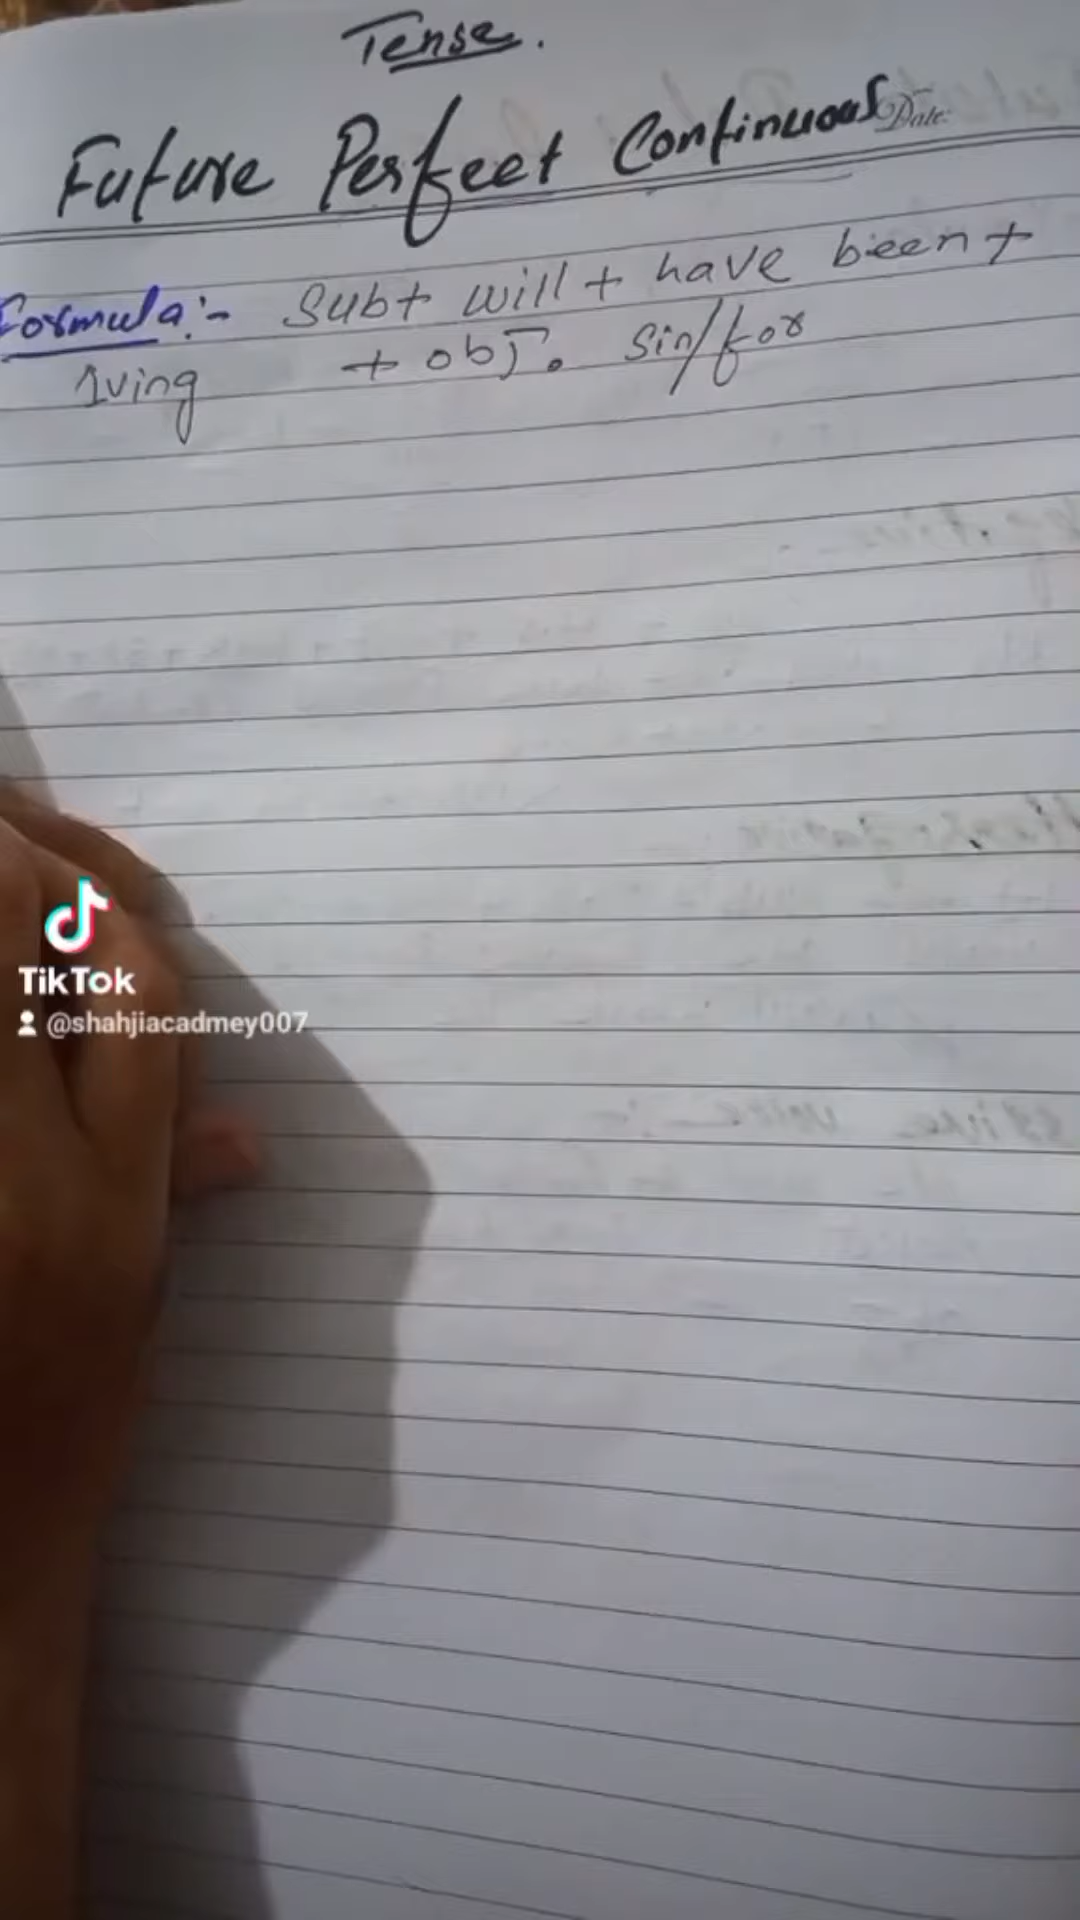 Tense.
Future Perfect Continuous
Date:
Formula:- Sub+ will + have been +
1ving + obj. Sin/for
TikTok
@shahjiacadmey007